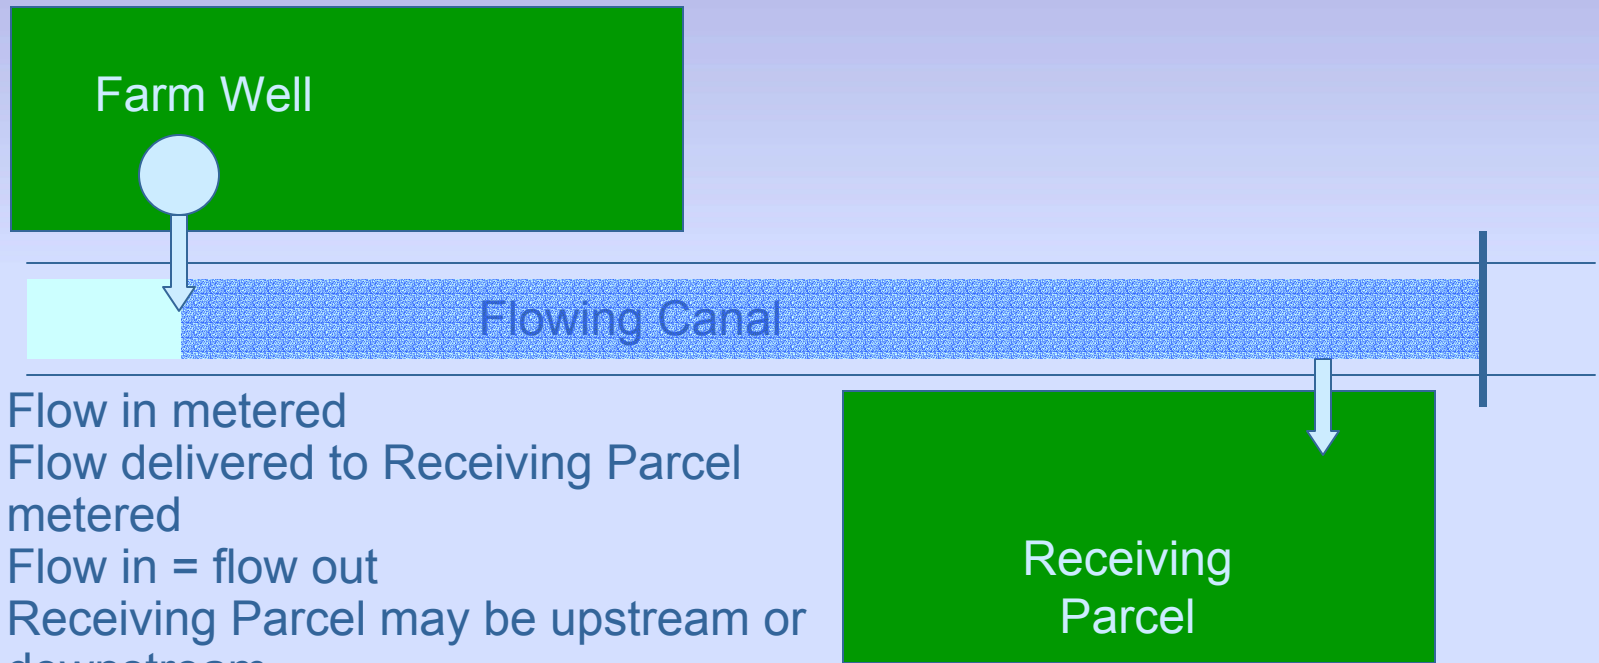 Farm Well
Flowing Canal
Flow in metered
Flow delivered to Receiving Parcel
metered
Flow in = flow out
Receiving Parcel may be upstream or
downstream
Receiving
Parcel